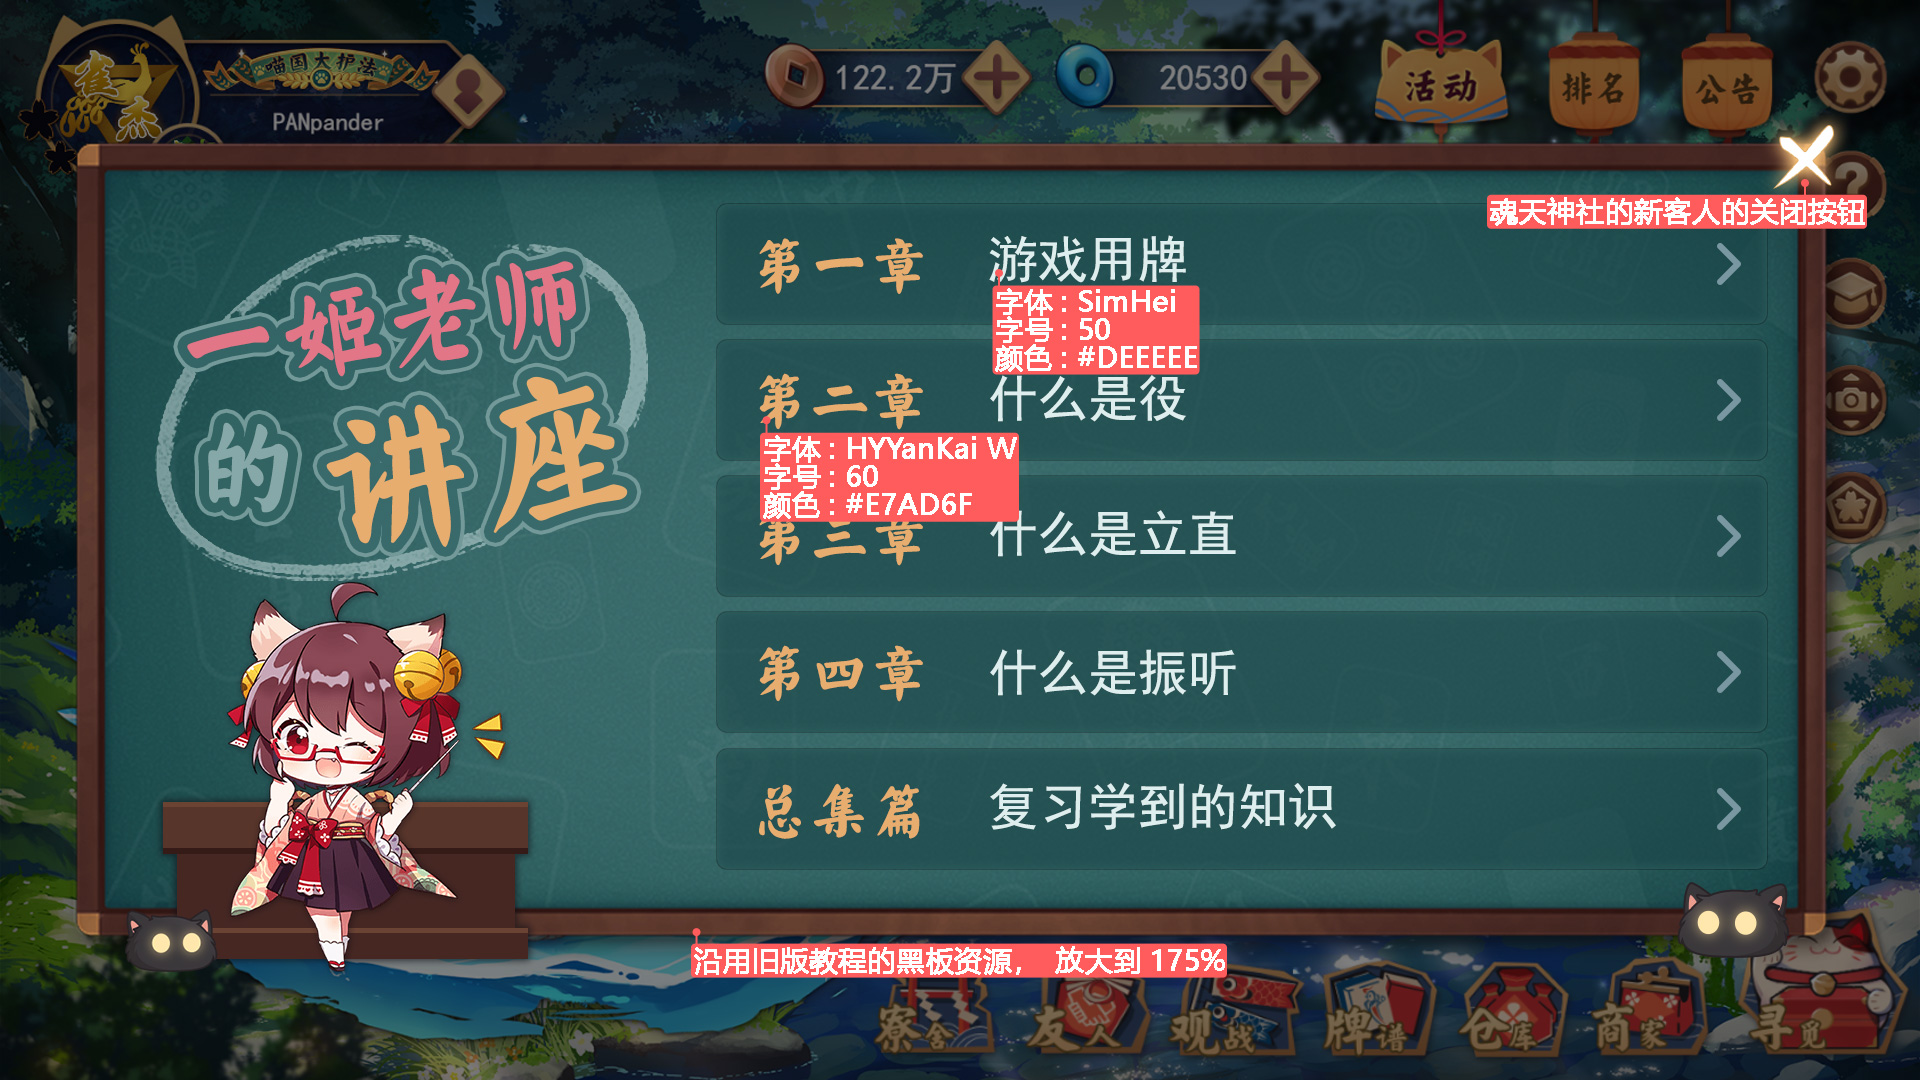 雀杰
喵国大护法
PANpander
122.2万
20530
活动
排名
公告
魂天神社的新客人的关闭按钮
一姬老师
的讲座
第一章 游戏用牌
字体：SimHei
字号：50
颜色：#DEEEEE
第二章 什么是役
字体：HYYanKai W
字号：60
颜色：#E7AD6F
第三章 什么是立直
第四章 什么是振听
总集篇 复习学到的知识
沿用旧版教程的黑板资源， 放大到 175%
寮舍
友人
观战
牌谱
仓库
商家
寻觅